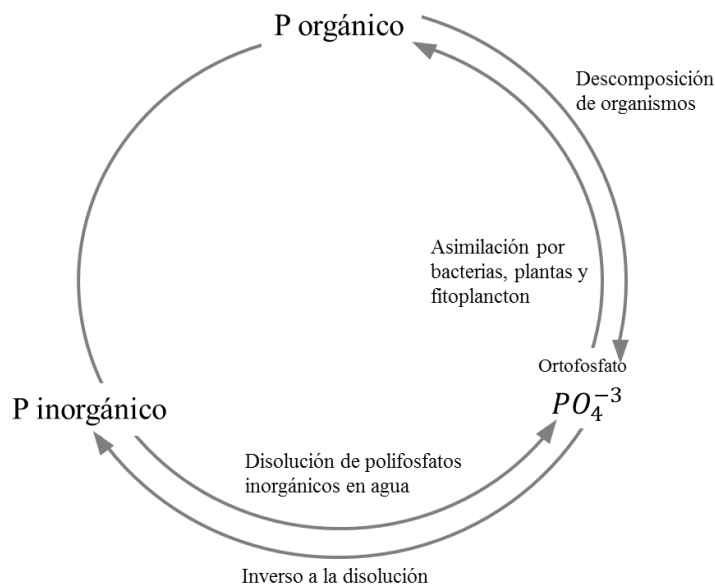 P orgánico
Descomposición
de organismos
Asimilación por
bacterias, plantas y
fitoplancton
Ortofosfato
P inorgánico
$PO_4^{-3}$
Disolución de polifosfatos
inorgánicos en agua
Inverso a la disolución